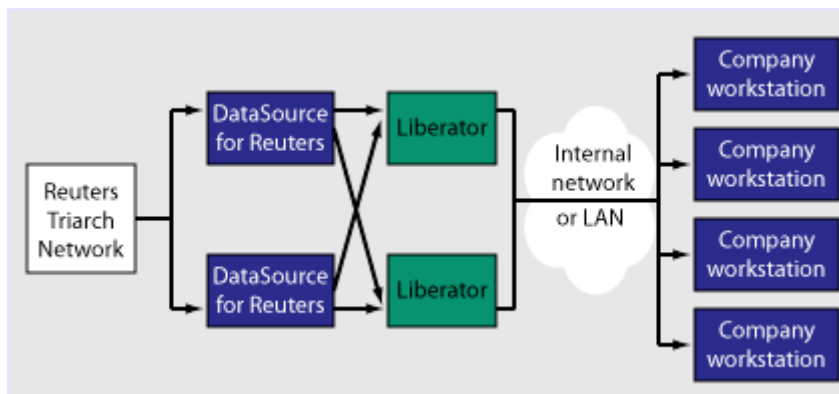 Reuters
Triarch
Network
DataSource
for Reuters
DataSource
for Reuters
Liberator
Liberator
Internal
network
or LAN
Company
workstation
Company
workstation
Company
workstation
Company
workstation